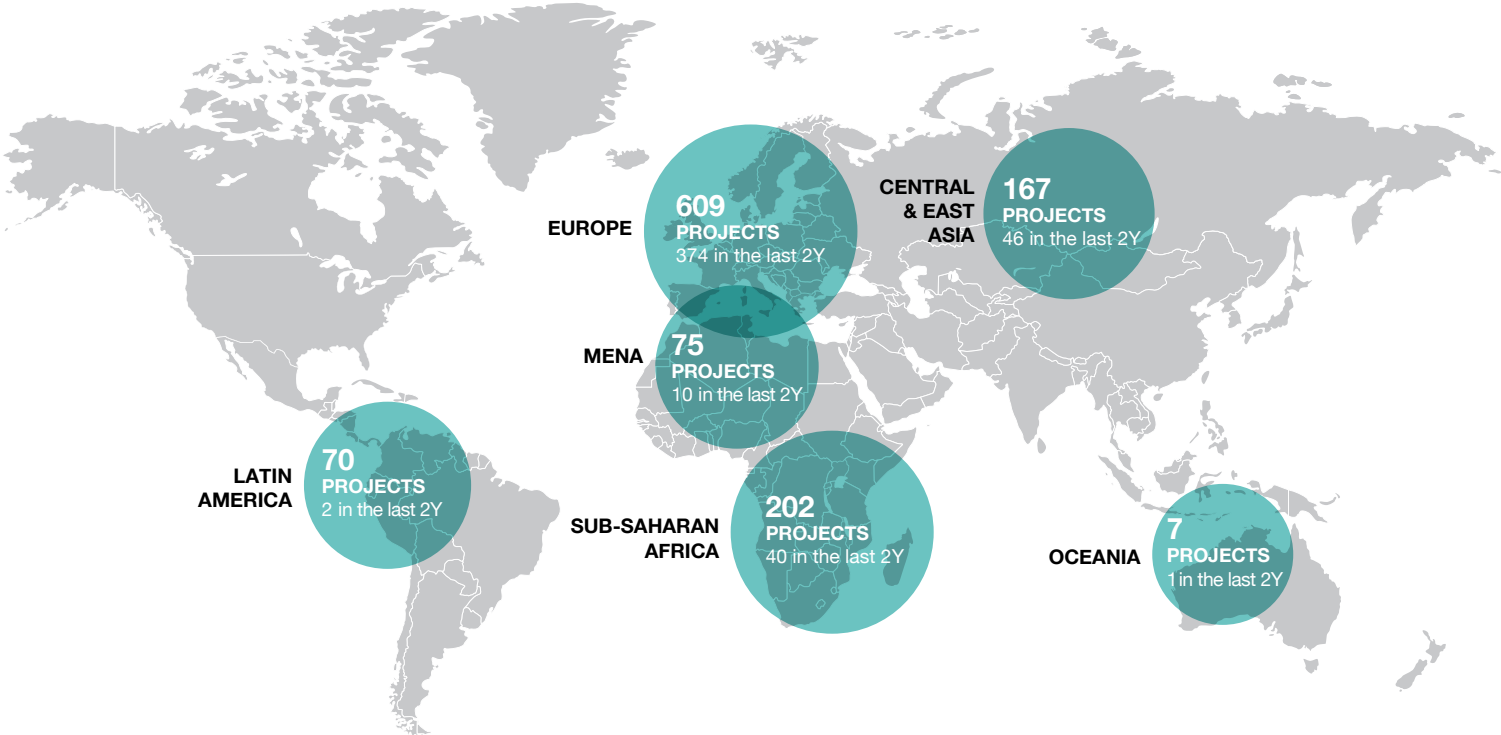 EUROPE
609
PROJECTS
374 in the last 2Y
CENTRAL
& EAST
ASIA
167
PROJECTS
46 in the last 2Y
MENA
75
PROJECTS
10 in the last 2Y
LATIN
AMERICA
70
PROJECTS
2 in the last 2Y
SUB-SAHARAN
AFRICA
202
PROJECTS
40 in the last 2Y
OCEANIA
7
PROJECTS
1 in the last 2Y